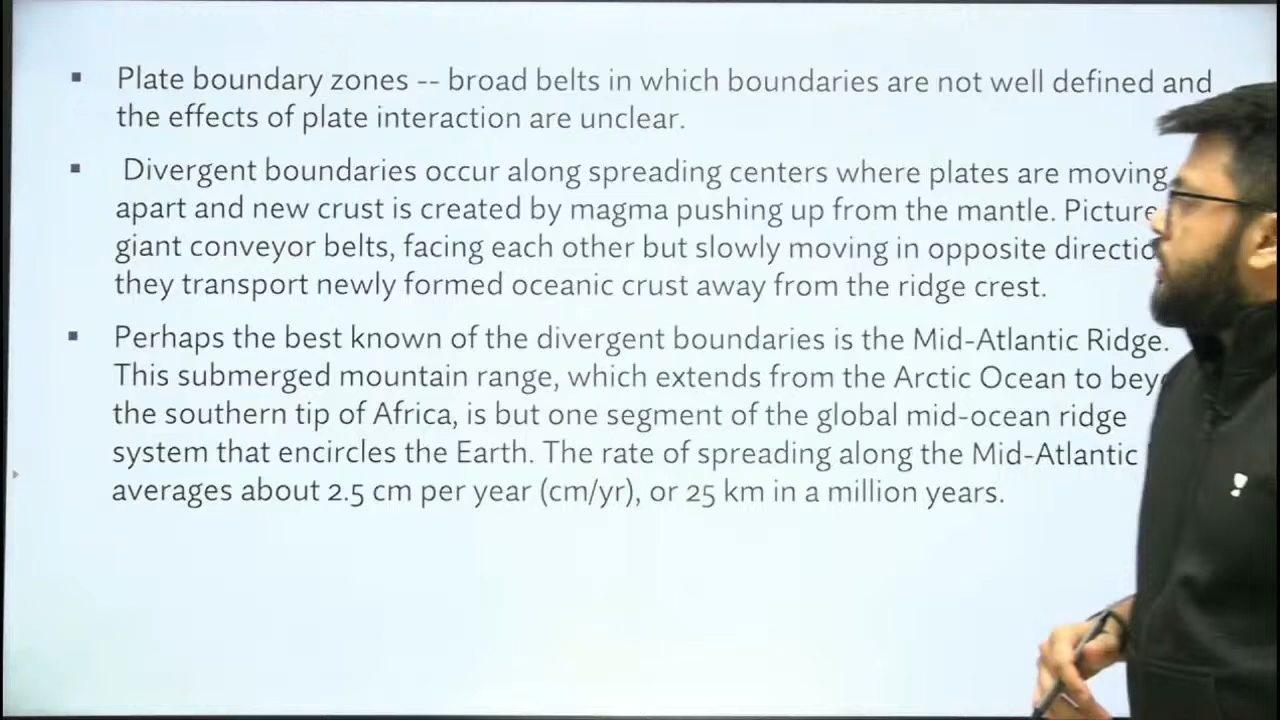 ▪ Plate boundary zones -- broad belts in which boundaries are not well defined and
the effects of plate interaction are unclear.
▪ Divergent boundaries occur along spreading centers where plates are moving
apart and new crust is created by magma pushing up from the mantle. Picture
giant conveyor belts, facing each other but slowly moving in opposite
they transport newly formed oceanic crust away from the ridge crest.
▪ Perhaps the best known of the divergent boundaries is the Mid-Atlantic Ridge.
This submerged mountain range, which extends from the Arctic Ocean to
the southern tip of Africa, is but one segment of the global mid-ocean ridge
system that encircles the Earth. The rate of spreading along the Mid-Atlantic
averages about 2.5 cm per year (cm/yr), or 25 km in a million years.